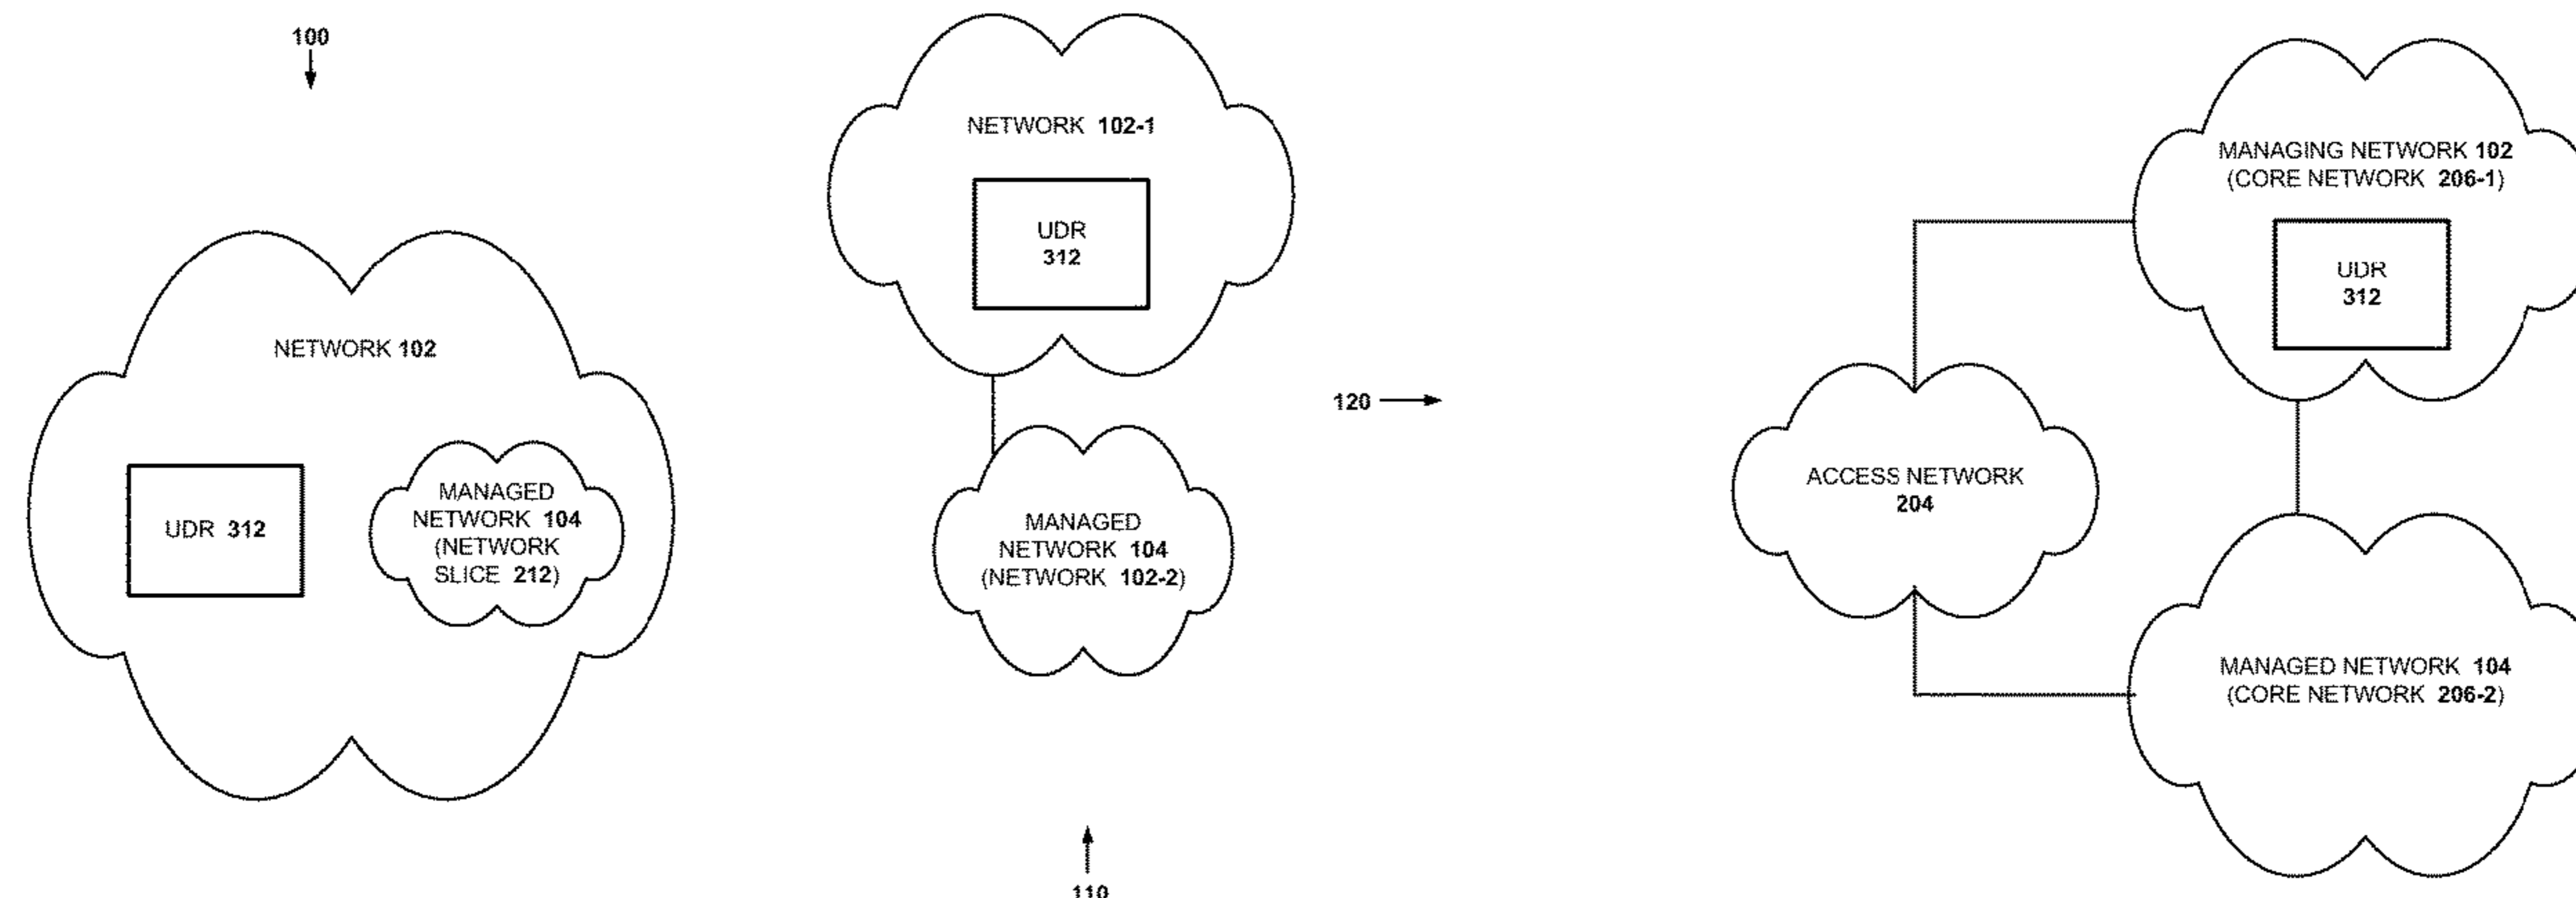 100
NETWORK 102
UDR 312
MANAGED
NETWORK 104
(NETWORK
SLICE 212)
NETWORK 102-1
UDR
312
MANAGED
NETWORK 104
(NETWORK 102-2)
110
120
MANAGING NETWORK 102
(CORE NETWORK 206-1)
UDR
312
ACCESS NETWORK
204
MANAGED NETWORK 104
(CORE NETWORK 206-2)